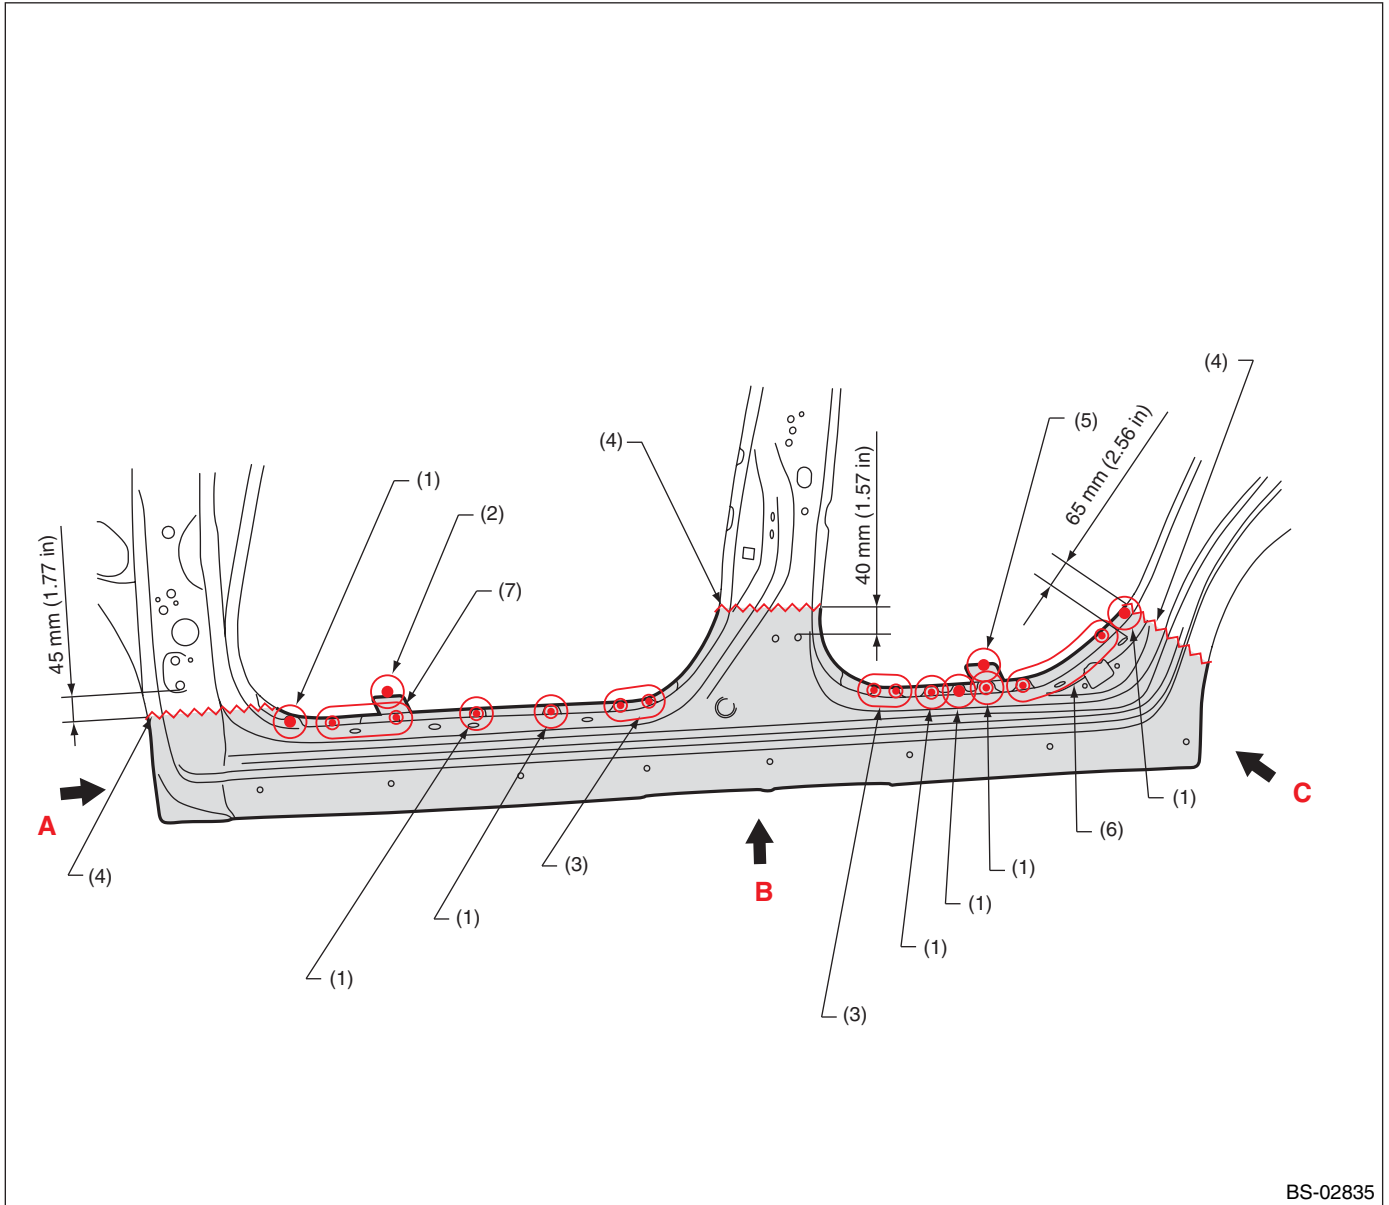 (4)
(5)
65 mm (2.56 in)
(4)
40 mm (1.57 in)
(1)
(2)
(7)
45 mm (1.77 in)
A
(4)
(3)
(1)
(1)
B
(3)
(1)
(1)
(1)
(6)
(1)
C
BS-02835